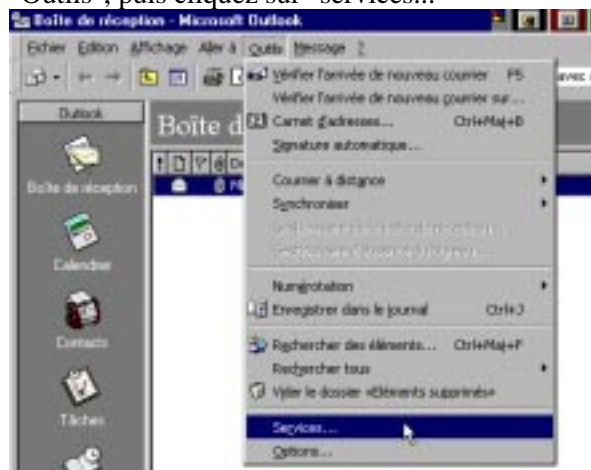 "Outils", puis cliquez sur "services...
Boîte de réception - Microsoft Outlook
Fichier Edition Affichage Aller à Outils Message ?
Outlook
Boîte de réception
Calendrier
Contacts
Tâches
Boîte d
Vérifier l'arrivée de nouveau courrier F5
Vérifier l'arrivée de nouveau courrier sur...
Carnet d'adresses... Ctrl+Maj+B
Signature automatique...
Courrier à distance
Synchroniser
Numérotation
Enregistrer dans le journal Ctrl+J
Rechercher des éléments... Ctrl+Maj+F
Rechercher tous
Vider le dossier «Éléments supprimés»
Services...
Options...
avec